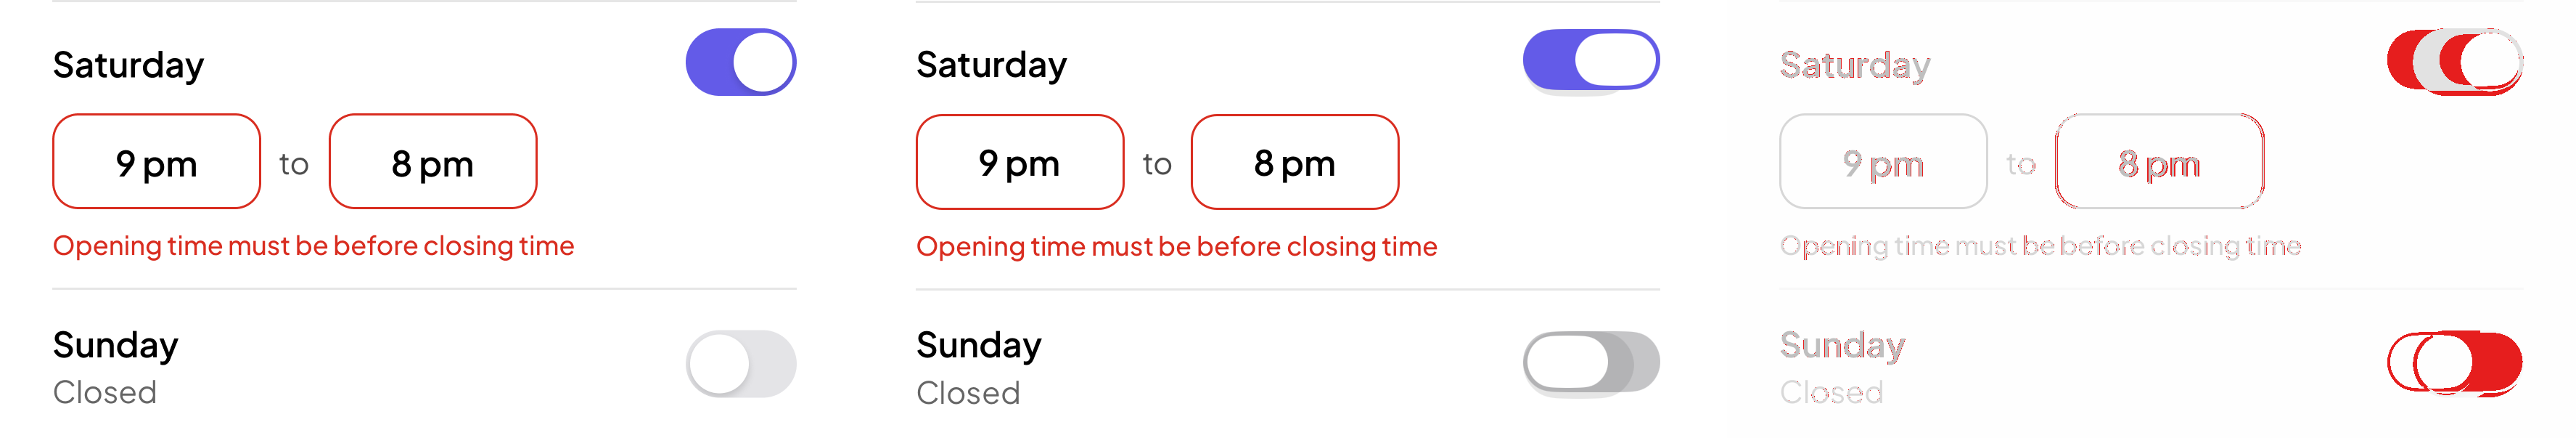 Saturday
9 pm to 8 pm
Opening time must be before closing time
Sunday
Closed
Saturday
9 pm to 8 pm
Opening time must be before closing time
Sunday
Closed
Saturday
9 pm to 8 pm
Opening time must be before closing time
Sunday
Closed